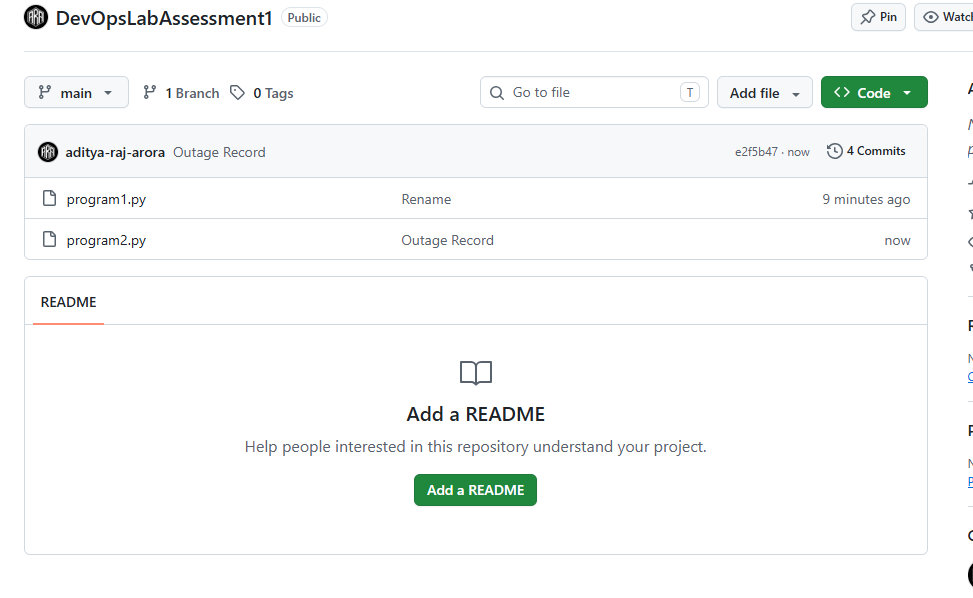 DevOpsLabAssessment1 Public Pin Watch
main 1 Branch 0 Tags Go to file T Add file Code
aditya-raj-arora Outage Record e2f5b47 · now 4 Commits
program1.py Rename 9 minutes ago
program2.py Outage Record now
README
Add a README
Help people interested in this repository understand your project.
Add a README